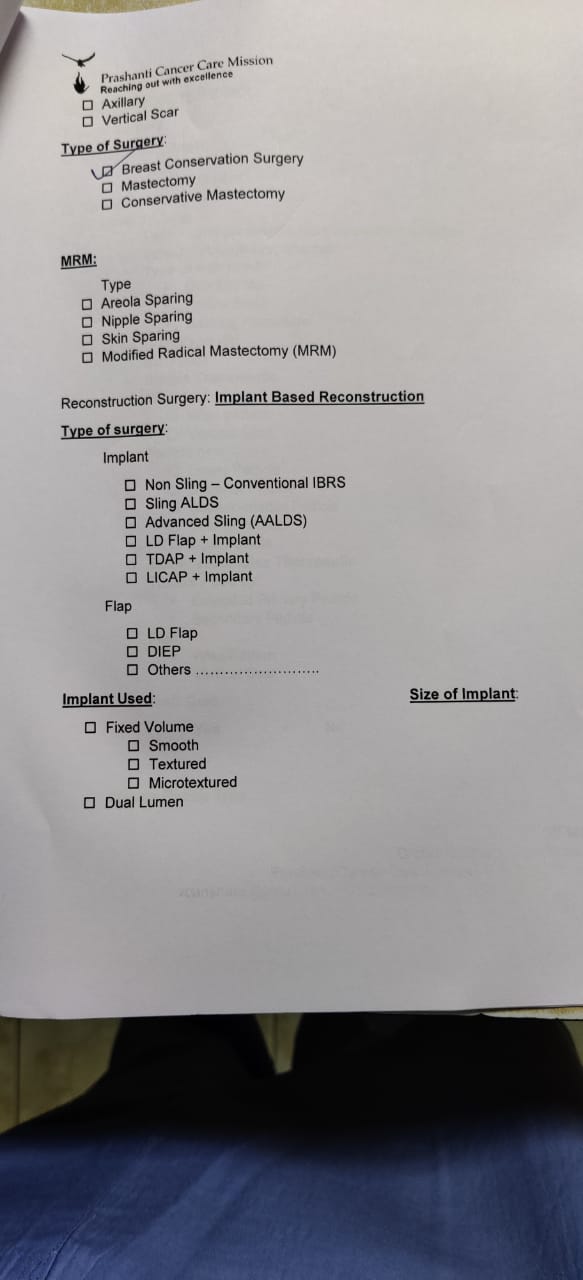 Prashanti Cancer Care Mission
Reaching out with excellence
☐ Axillary
☐ Vertical Scar
Type of Surgery:
☑ Breast Conservation Surgery
☐ Mastectomy
☐ Conservative Mastectomy
MRM:
Type
☐ Areola Sparing
☐ Nipple Sparing
☐ Skin Sparing
☐ Modified Radical Mastectomy (MRM)
Reconstruction Surgery: Implant Based Reconstruction
Type of surgery:
Implant
☐ Non Sling – Conventional IBRS
☐ Sling ALDS
☐ Advanced Sling (AALDS)
☐ LD Flap + Implant
☐ TDAP + Implant
☐ LICAP + Implant
Flap
☐ LD Flap
☐ DIEP
☐ Others ..........................
Implant Used: Size of Implant:
☐ Fixed Volume
☐ Smooth
☐ Textured
☐ Microtextured
☐ Dual Lumen